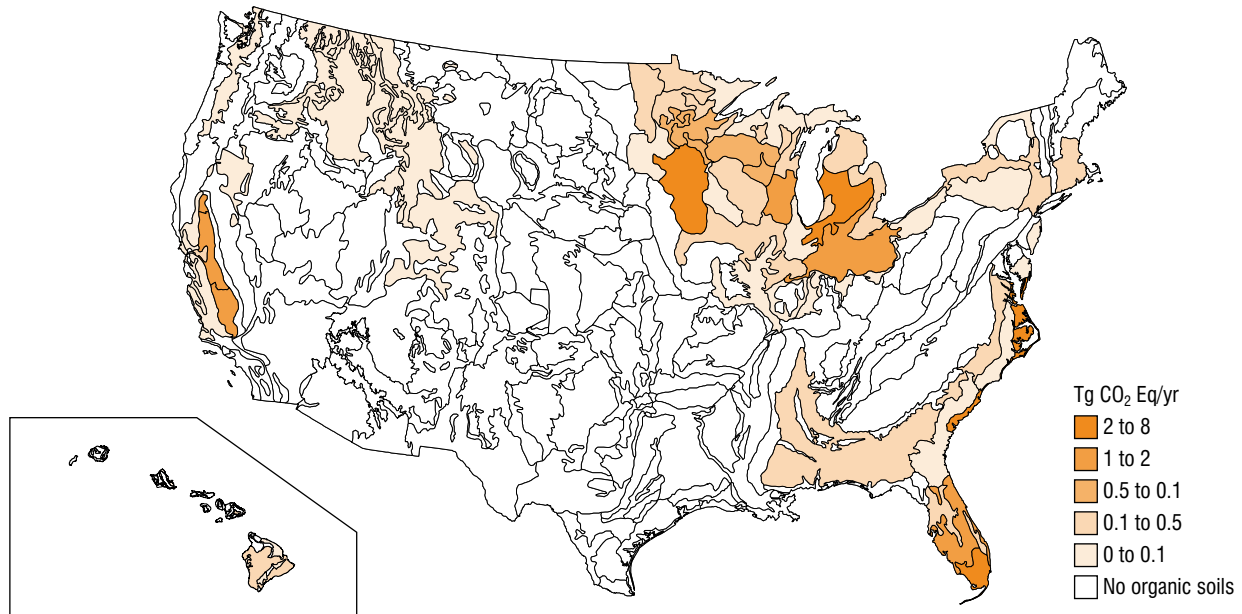 Tg CO₂ Eq/yr
2 to 8
1 to 2
0.5 to 0.1
0.1 to 0.5
0 to 0.1
No organic soils